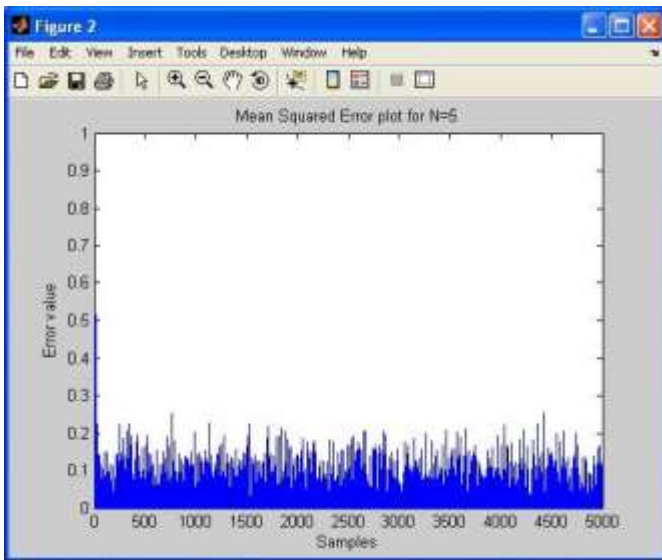 Figure 2
File Edit View Insert Tools Desktop Window Help
Mean Squared Error plot for N=5
1
0.9
0.8
0.7
0.6
0.5
0.4
0.3
0.2
0.1
0
Error value
0 500 1000 1500 2000 2500 3000 3500 4000 4500 5000
Samples